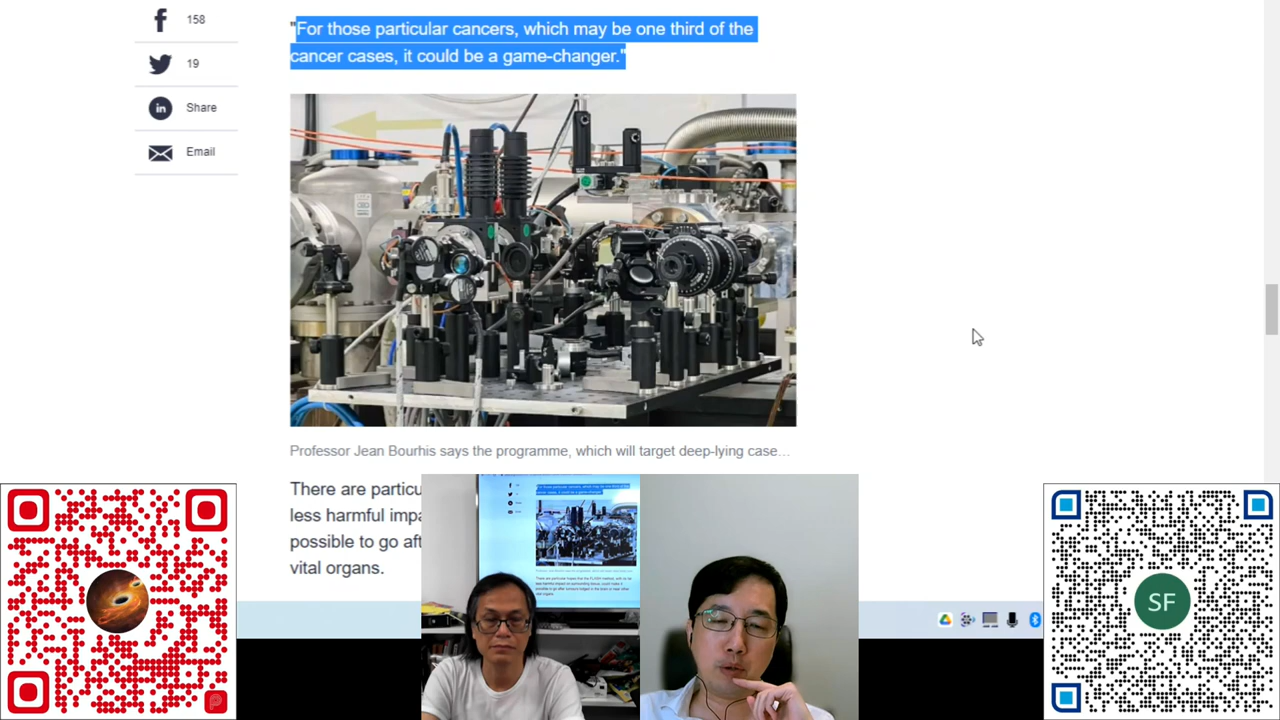 158
19
Share
Email
"For those particular cancers, which may be one third of the
cancer cases, it could be a game-changer."
Professor Jean Bourhis says the programme, which will target deep-lying case...
There are particu
less harmful impa
possible to go aft
vital organs.
SF